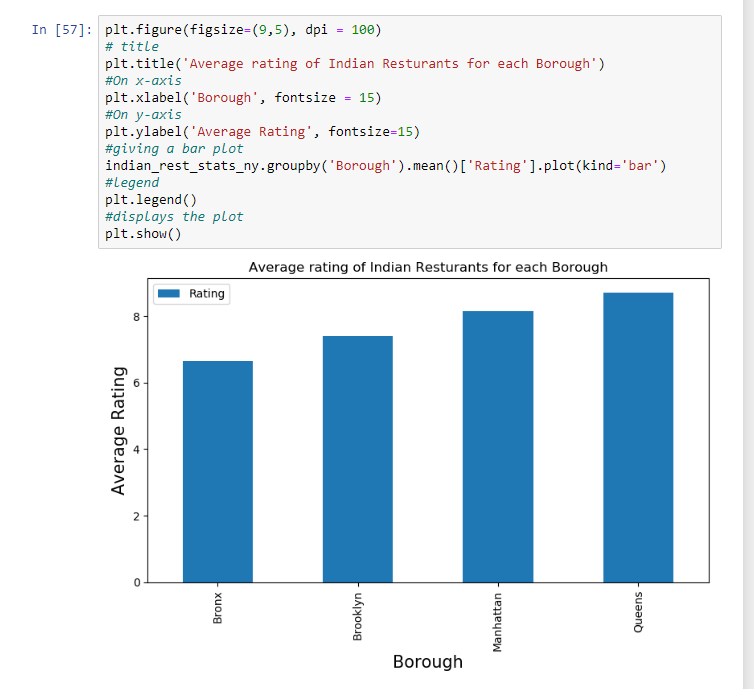 In [57]: plt.figure(figsize=(9,5), dpi = 100)
# title
plt.title('Average rating of Indian Resturants for each Borough')
#On x-axis
plt.xlabel('Borough', fontsize = 15)
#On y-axis
plt.ylabel('Average Rating', fontsize=15)
#giving a bar plot
indian_rest_stats_ny.groupby('Borough').mean()['Rating'].plot(kind='bar')
#legend
plt.legend()
#displays the plot
plt.show()
Average rating of Indian Resturants for each Borough
Rating
8
6
4
2
0
Average Rating
Bronx
Brooklyn
Manhattan
Queens
Borough